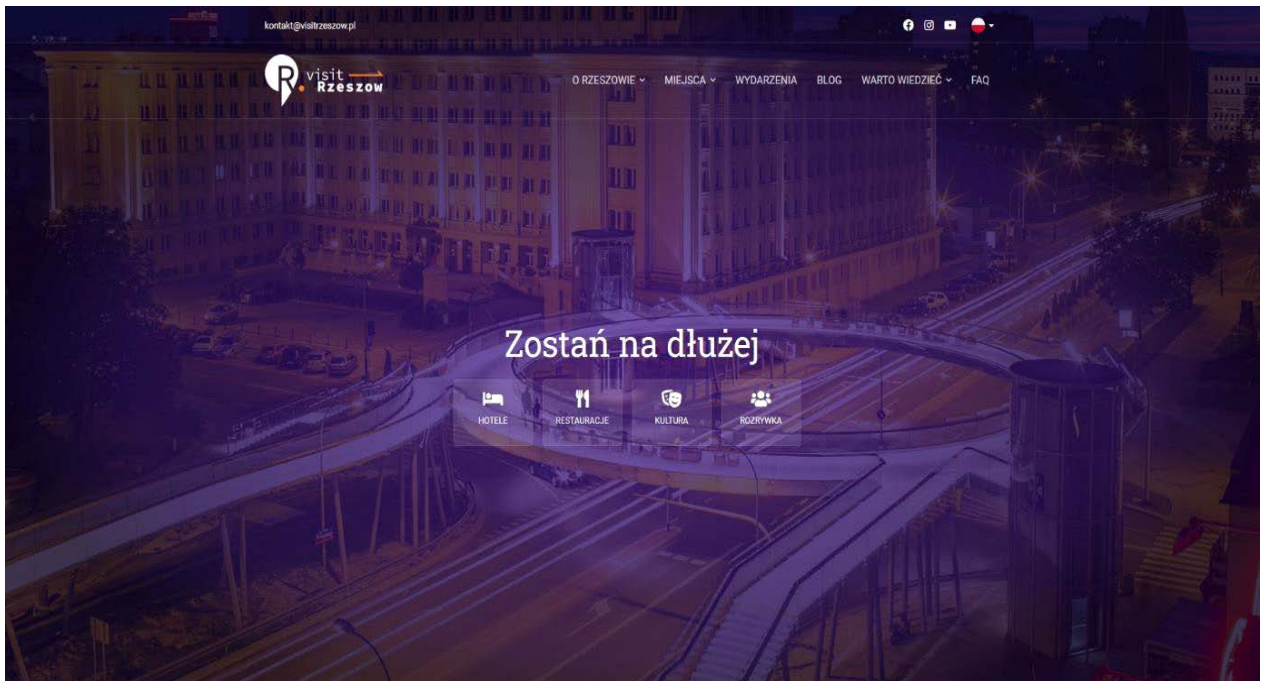 kontakt@visitrzeszow.pl
visit
R. Rzeszow
O RZESZOWIE MIEJSCA WYDARZENIA BLOG WARTO WIEDZIEĆ FAQ
Zostań na dłużej
HOTELE RESTAURACJE KULTURA ROZRYWKA